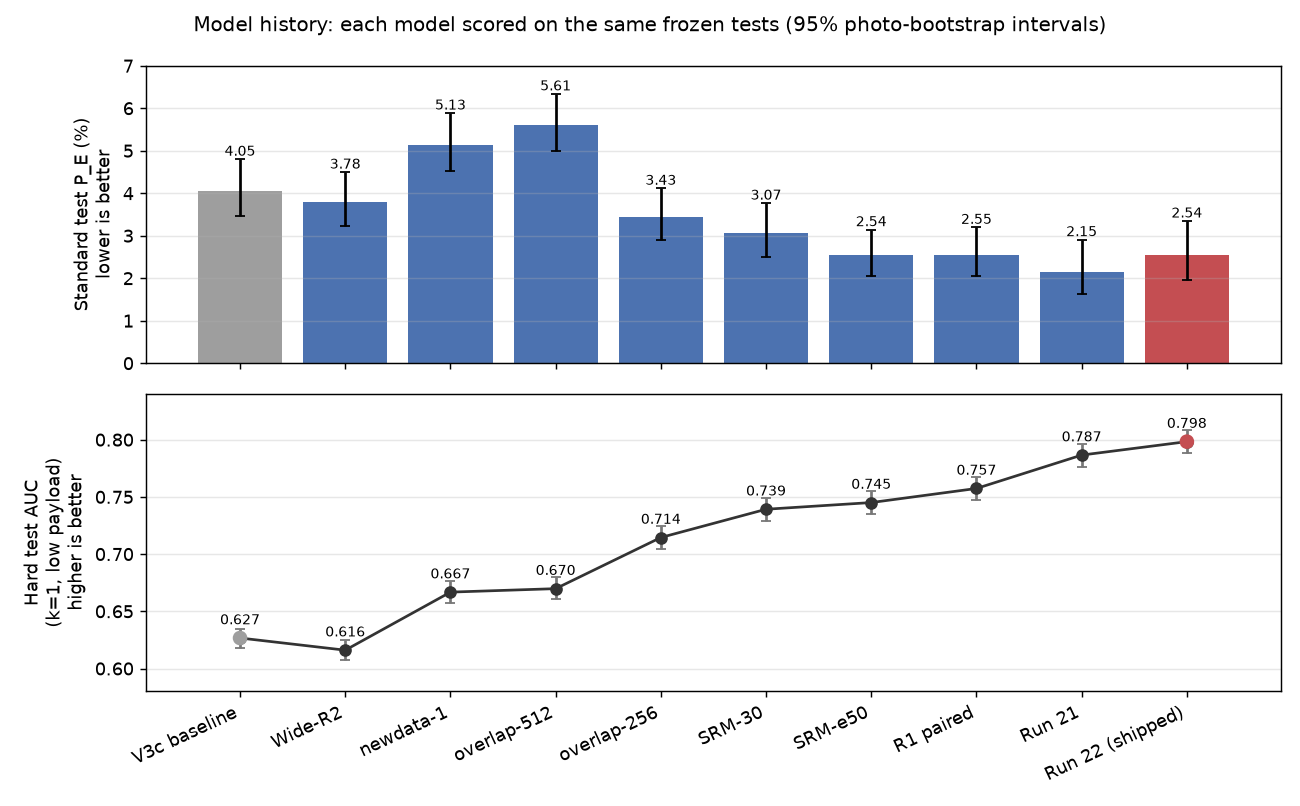 Model history: each model scored on the same frozen tests (95% photo-bootstrap intervals)
Standard test P_E (%)
lower is better
7
6
5
4
3
2
1
0
4.05
3.78
5.13
5.61
3.43
3.07
2.54
2.55
2.15
2.54
Hard test AUC
(k=1, low payload)
higher is better
0.80
0.75
0.70
0.65
0.60
0.627
0.616
0.667
0.670
0.714
0.739
0.745
0.757
0.787
0.798
V3c baseline
Wide-R2
newdata-1
overlap-512
overlap-256
SRM-30
SRM-e50
R1 paired
Run 21
Run 22 (shipped)